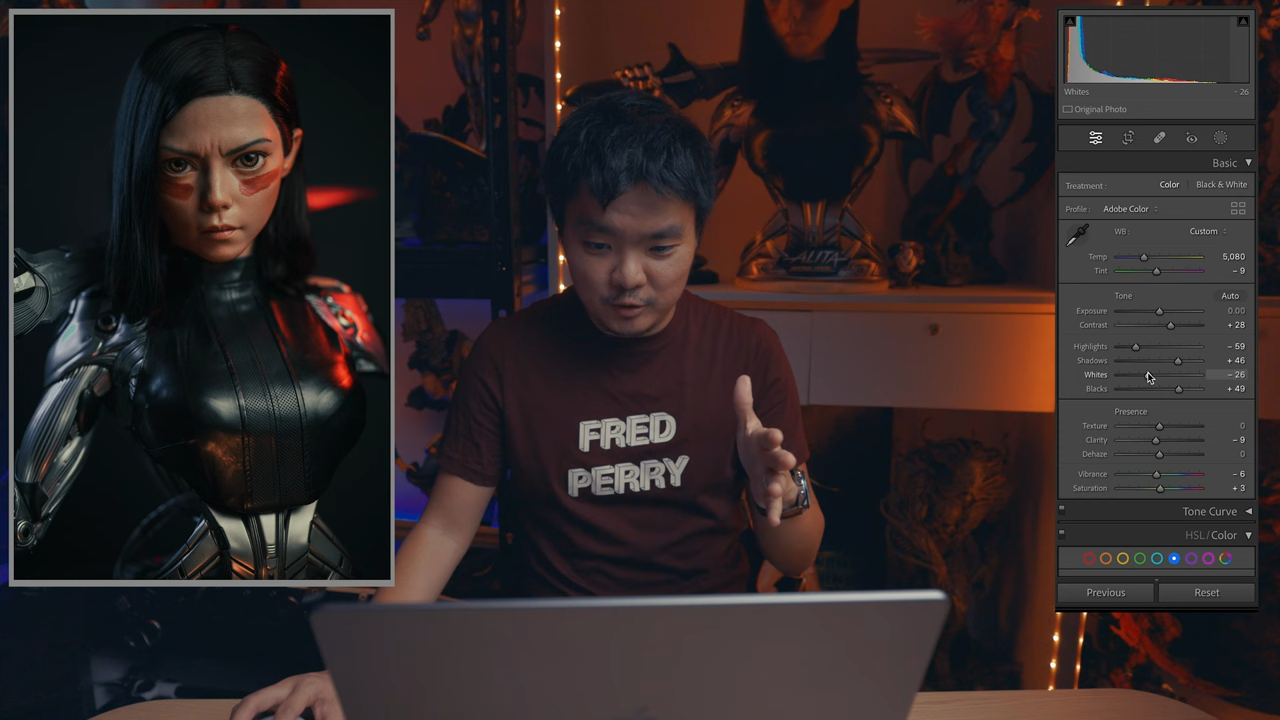 Whites - 26
Original Photo
Basic
Treatment : Color Black & White
Profile : Adobe Color
WB : Custom
Temp 5,080
Tint - 9
Tone Auto
Exposure 0.00
Contrast + 28
Highlights - 59
Shadows + 46
Whites - 26
Blacks + 49
Presence
Texture 0
Clarity - 9
Dehaze 0
Vibrance - 6
Saturation + 3
Tone Curve
HSL / Color
Previous Reset
ALITA
FRED
PERRY